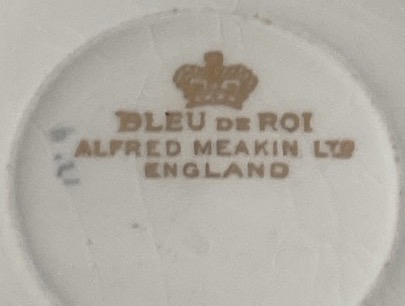 BLEU DE ROI
ALFRED MEAKIN LTD
ENGLAND